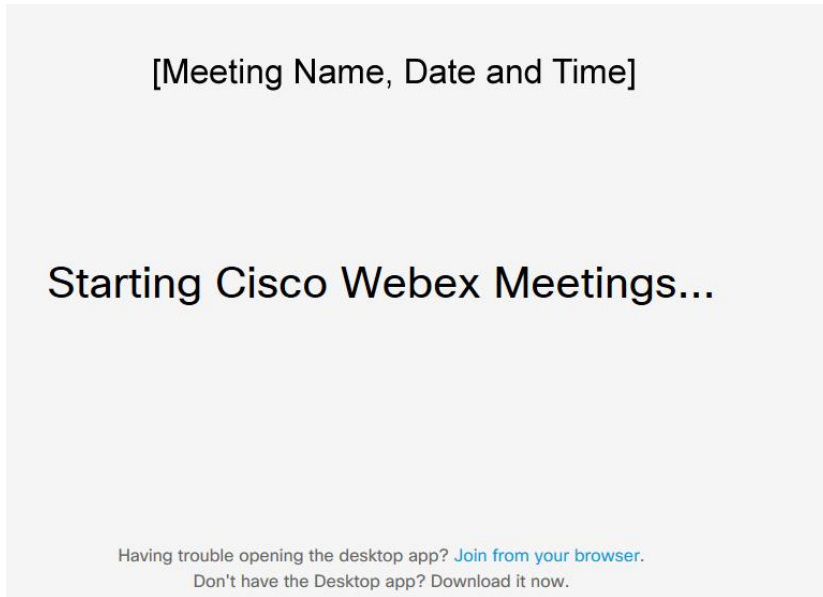 [Meeting Name, Date and Time]
Starting Cisco Webex Meetings...
Having trouble opening the desktop app? Join from your browser.
Don't have the Desktop app? Download it now.